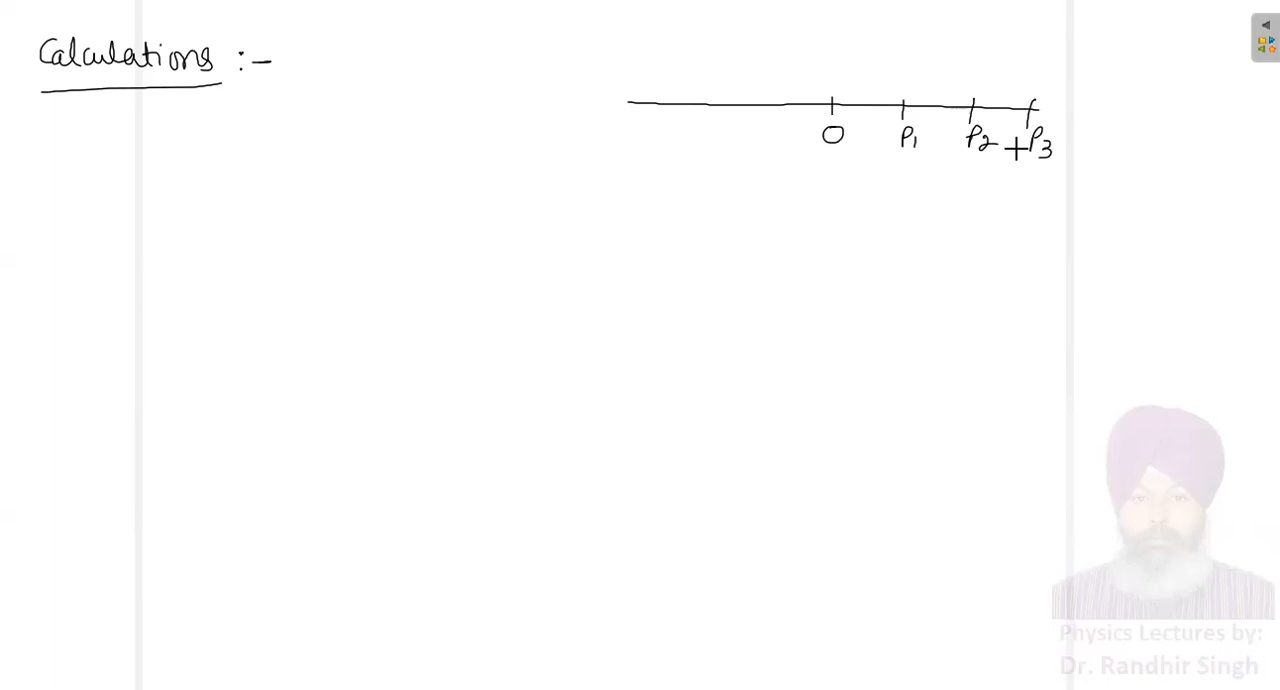 Calculations :-
O P1 P2 +P3
Physics Lectures by:
Dr. Randhir Singh